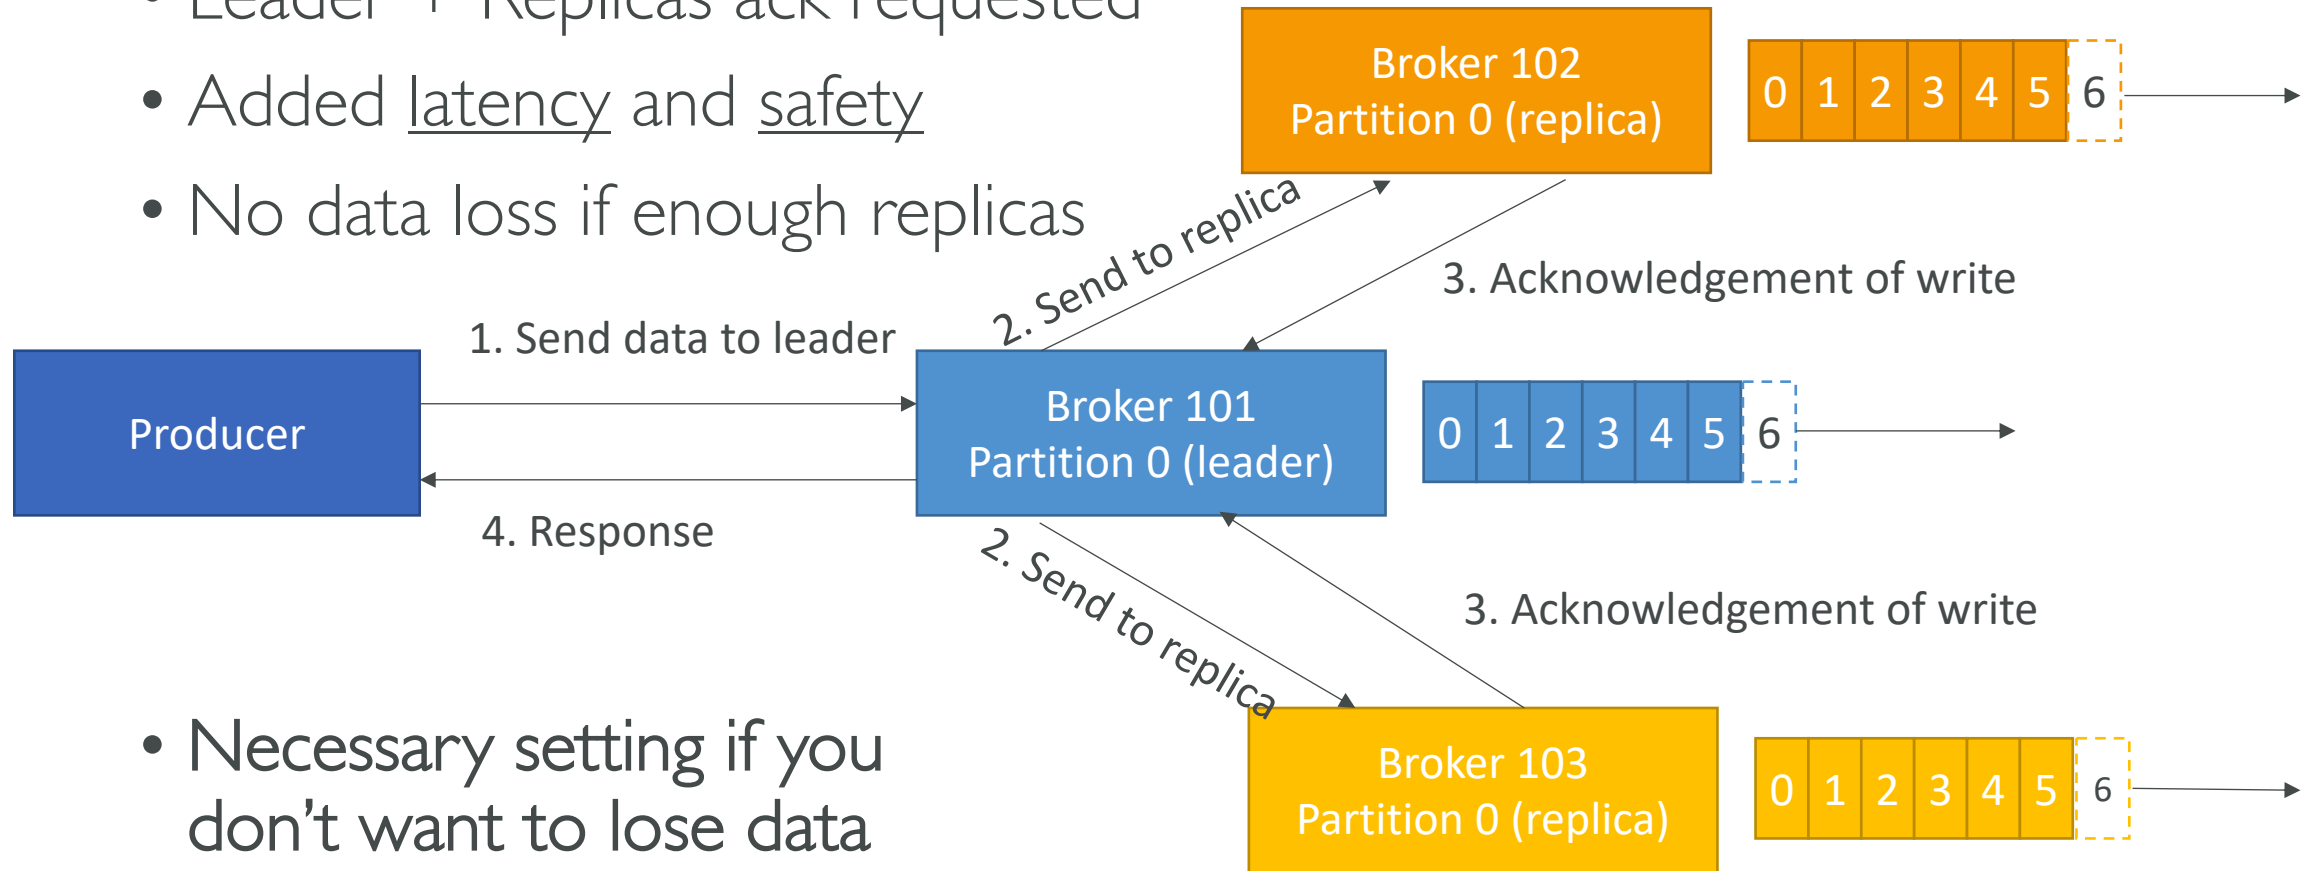 • Leader + Replicas ack requested
• Added latency and safety
• No data loss if enough replicas
Broker 102
Partition 0 (replica)
0 1 2 3 4 5 6
2. Send to replica
3. Acknowledgement of write
1. Send data to leader
Producer
Broker 101
Partition 0 (leader)
0 1 2 3 4 5 6
4. Response
2. Send to replica
3. Acknowledgement of write
• Necessary setting if you
don't want to lose data
Broker 103
Partition 0 (replica)
0 1 2 3 4 5 6